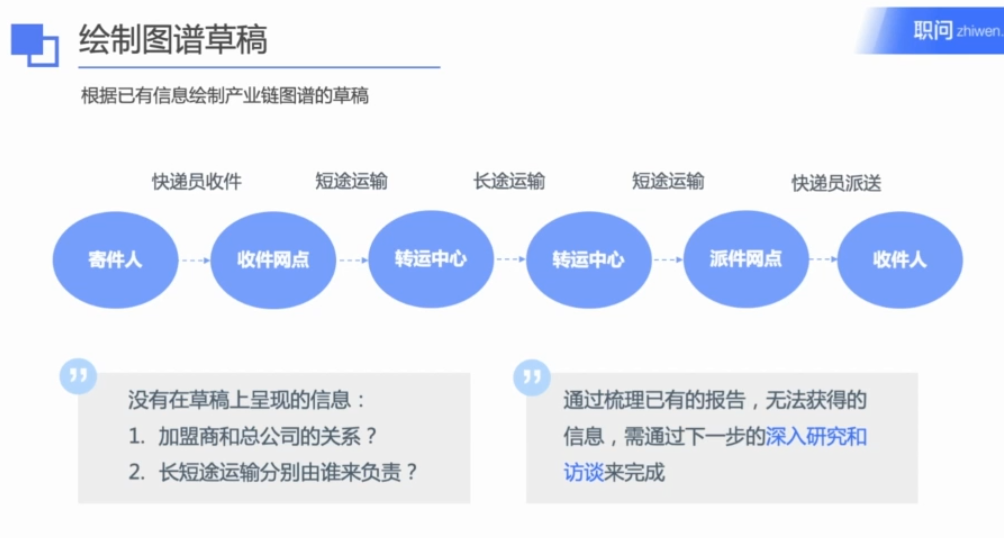 绘制图谱草稿
职问 zhiwen.
根据已有信息绘制产业链图谱的草稿
快递员收件 短途运输 长途运输 短途运输 快递员派送
寄件人 收件网点 转运中心 转运中心 派件网点 收件人
没有在草稿上呈现的信息：
1. 加盟商和总公司的关系？
2. 长短途运输分别由谁来负责？
通过梳理已有的报告，无法获得的
信息，需通过下一步的深入研究和
访谈来完成